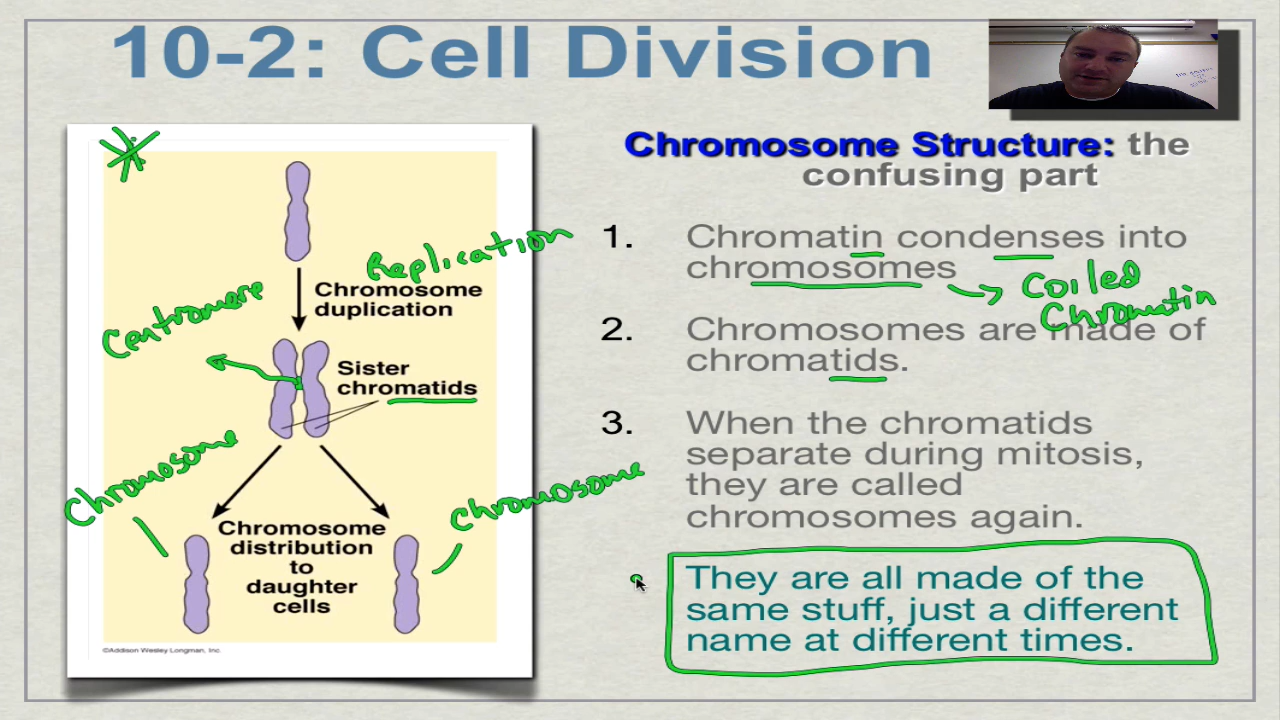 10-2: Cell Division
Chromosome Structure: the
confusing part
1. Chromatin condenses into
chromosomes
Coiled
Chromatin
2. Chromosomes are made of
chromatids.
3. When the chromatids
separate during mitosis,
they are called
chromosomes again.
They are all made of the
same stuff, just a different
name at different times.
Replication
Chromosome
duplication
Centromere
Sister
chromatids
Chromosome
chromosome
Chromosome
distribution
to
daughter
cells
©Addison Wesley Longman, Inc